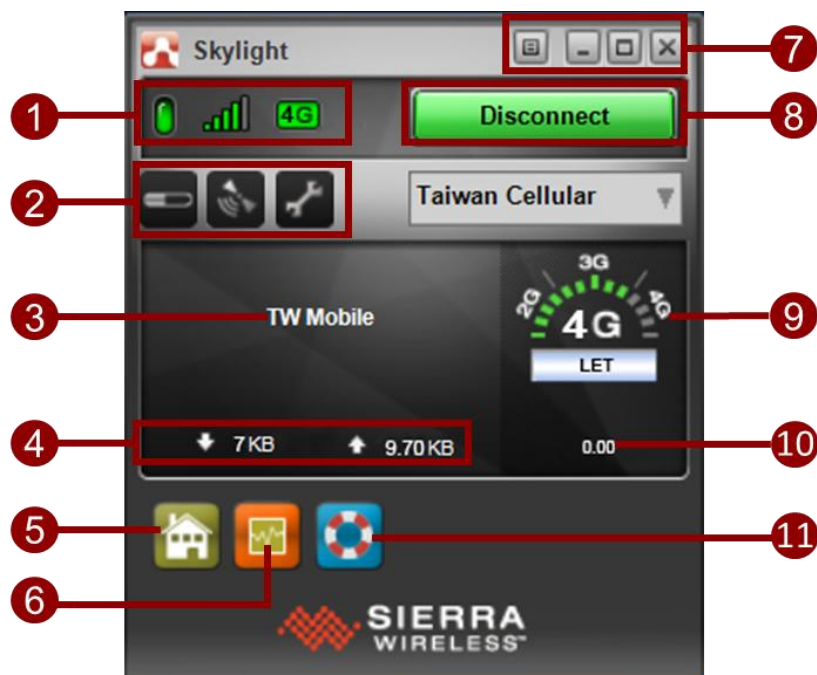 Skylight
7
1
4G
Disconnect
8
2
Taiwan Cellular
3
TW Mobile
2G
3G
4G
4G
LET
9
4
7 KB
9.70 KB
0.00
10
5
11
6
SIERRA
WIRELESS™